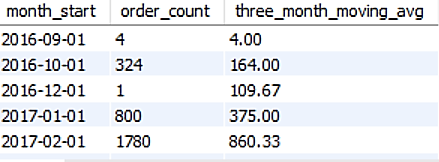 month_start order_count three_month_moving_avg
2016-09-01 4 4.00
2016-10-01 324 164.00
2016-12-01 1 109.67
2017-01-01 800 375.00
2017-02-01 1780 860.33